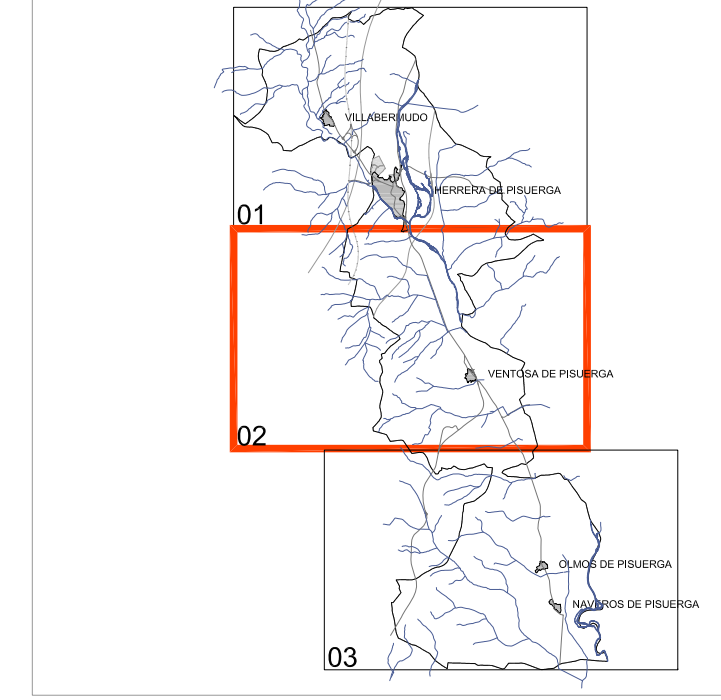 VILLABERMUDO
HERRERA DE PISUERGA
01
VENTOSA DE PISUERGA
02
OLMOS DE PISUERGA
NAVEROS DE PISUERGA
03